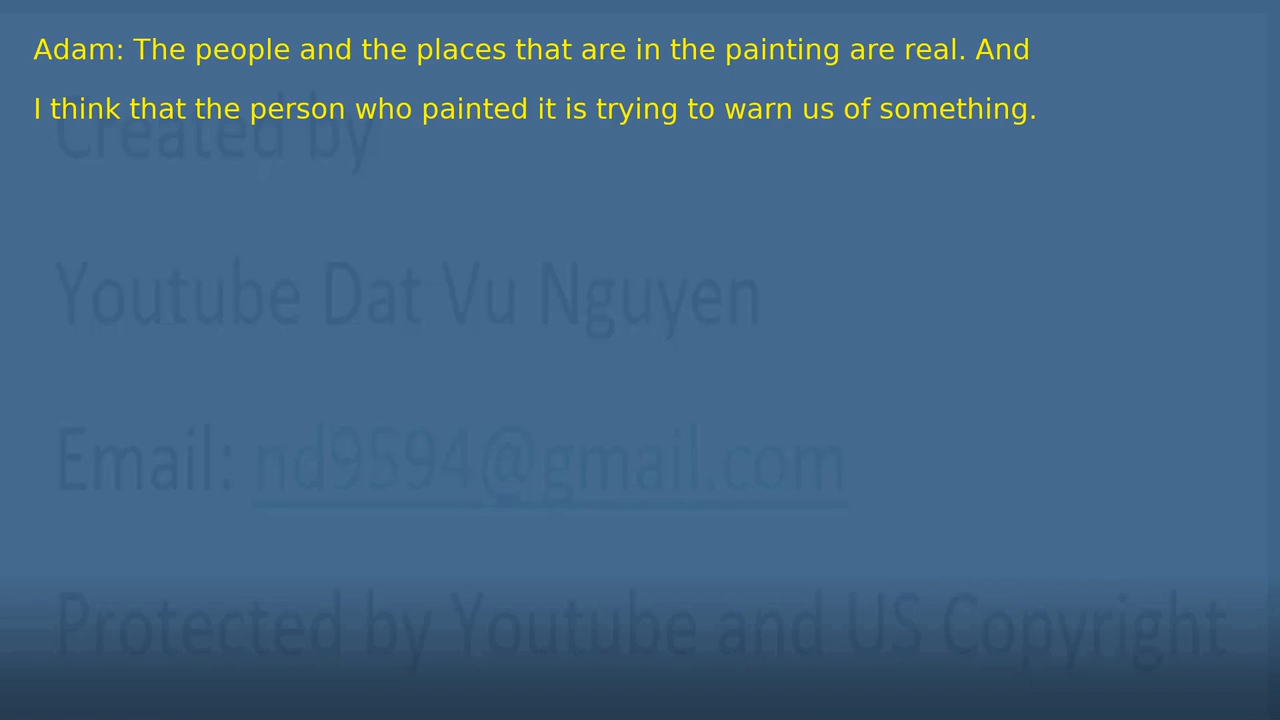 Adam: The people and the places that are in the painting are real. And
I think that the person who painted it is trying to warn us of something.
Created by
Youtube Dat Vu Nguyen
Email: nd9594@gmail.com
Protected by Youtube and US Copyright